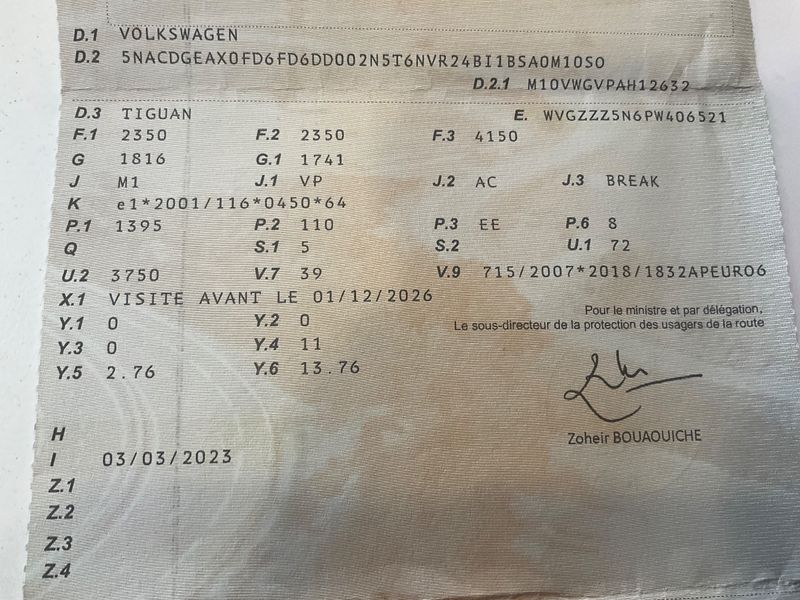 D.1 VOLKSWAGEN
D.2 5NACDGEAX0FD6FD6DD002N5T6NVR24BI1BSA0M10S0
D.2.1 M10VWGVPAH12632
D.3 TIGUAN E. WVGZZZ5N6PW406521
F.1 2350 F.2 2350 F.3 4150
G 1816 G.1 1741
J M1 J.1 VP J.2 AC J.3 BREAK
K e1*2001/116*0450*64
P.1 1395 P.2 110 P.3 EE P.6 8
Q S.1 5 S.2 U.1 72
U.2 3750 V.7 39 V.9 715/2007*2018/1832APEURO6
X.1 VISITE AVANT LE 01/12/2026
Y.1 0 Y.2 0
Pour le ministre et par délégation,
Le sous-directeur de la protection des usagers de la route
Y.3 0 Y.4 11
Y.5 2.76 Y.6 13.76
Zoheir BOUAOUICHE
H
I 03/03/2023
Z.1
Z.2
Z.3
Z.4